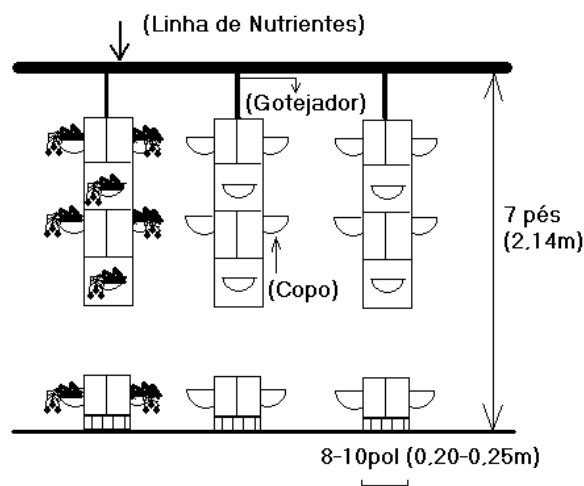 (Linha de Nutrientes)
(Gotejador)
7 pés
(2,14m)
(Copo)
8-10pol (0,20-0,25m)